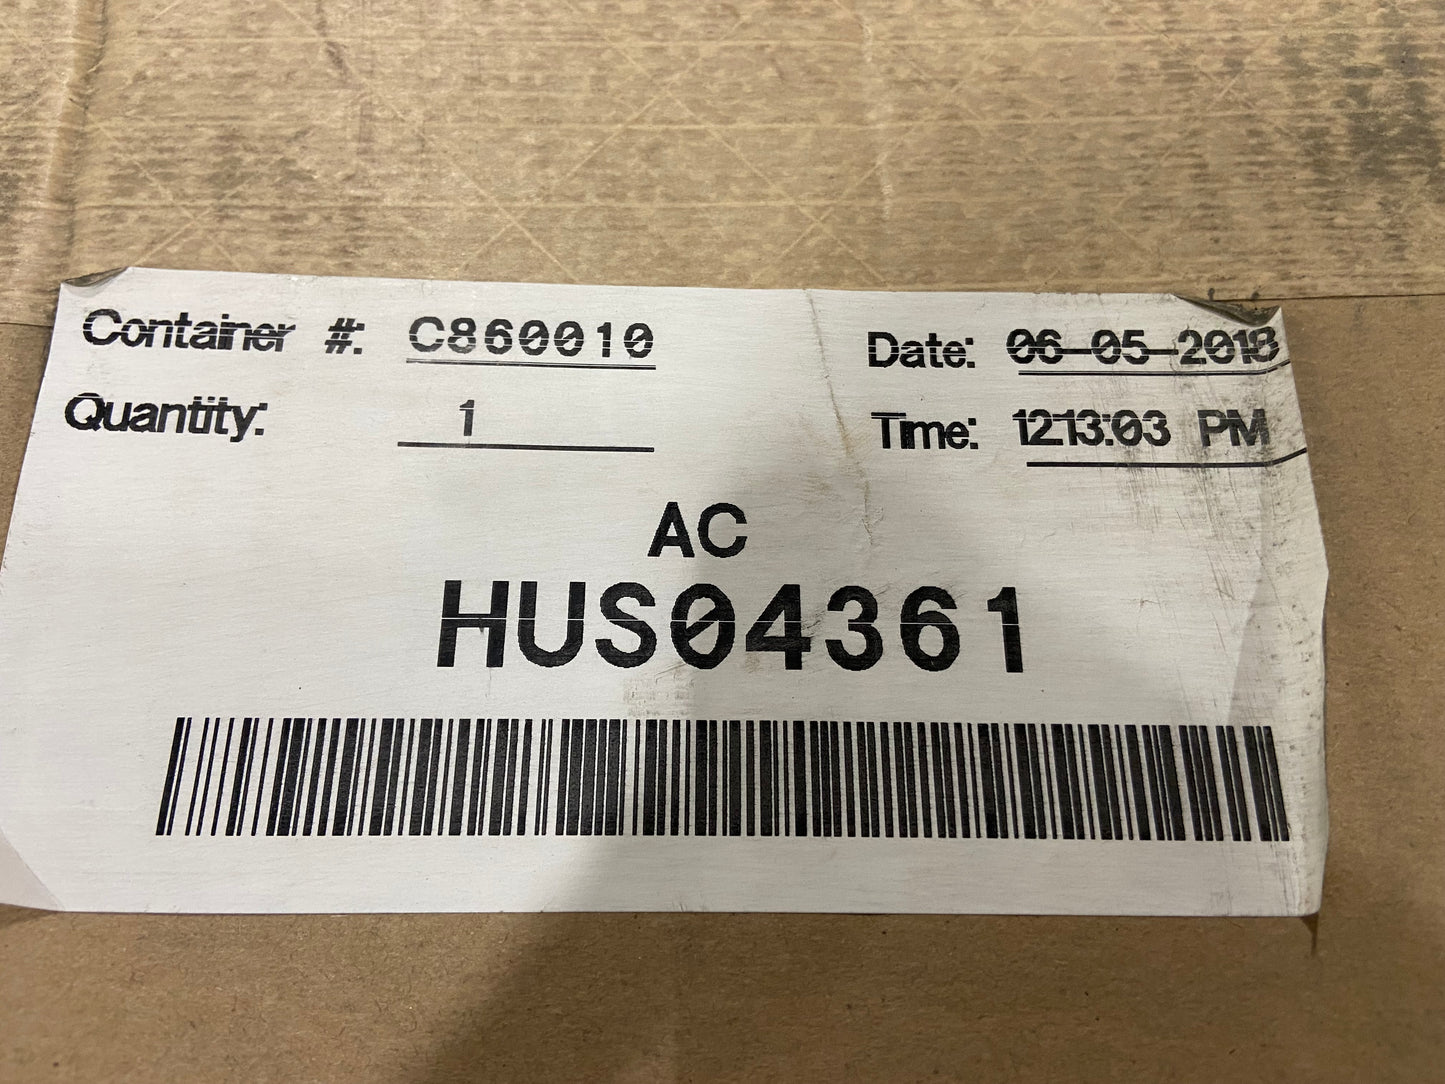 Container #: C860010 Date: 06-05-2018
Quantity: 1 Time: 12:13:03 PM
AC
HUS04361